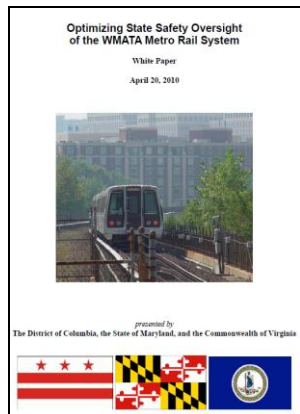 Optimizing State Safety Oversight
of the WMATA Metro Rail System
White Paper
April 20, 2010
presented by
The District of Columbia, the State of Maryland, and the Commonwealth of Virginia